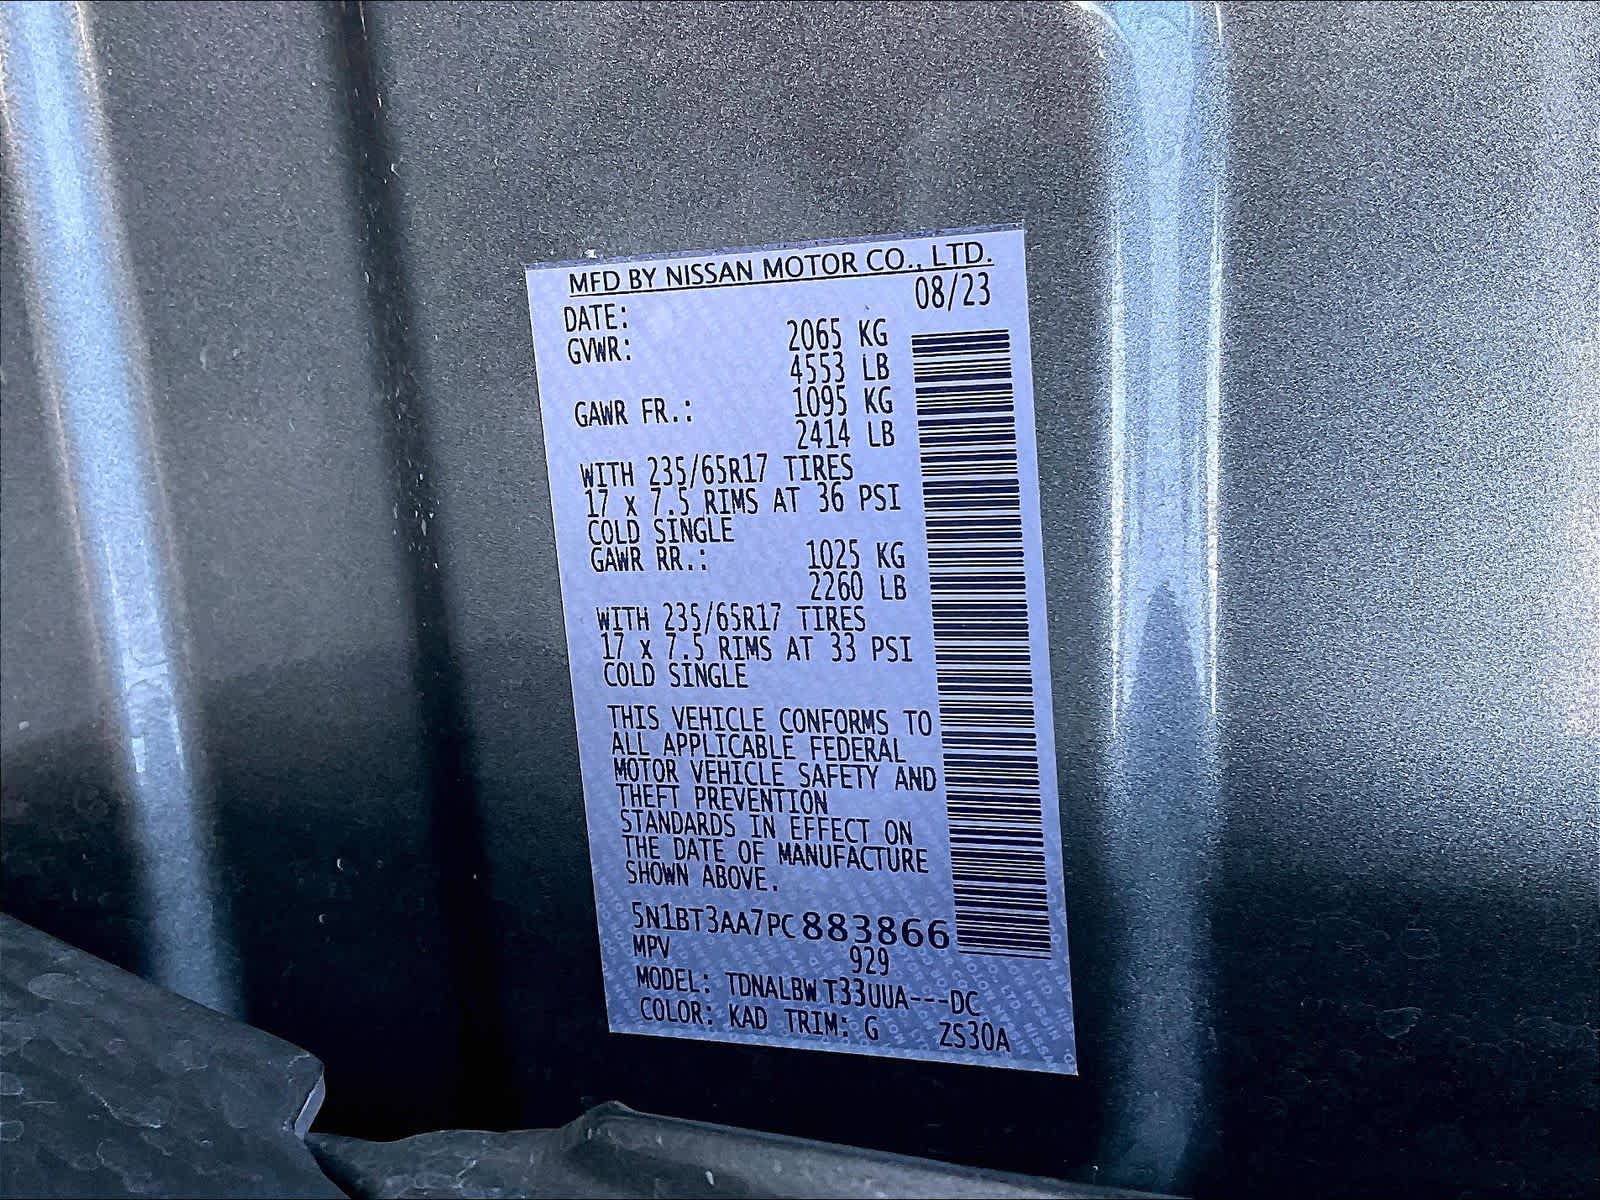 MFD BY NISSAN MOTOR CO., LTD.
DATE: 08/23
GVWR: 2065 KG
4553 LB
GAWR FR.: 1095 KG
2414 LB
WITH 235/65R17 TIRES
17 x 7.5 RIMS AT 36 PSI
COLD SINGLE
GAWR RR.: 1025 KG
2260 LB
WITH 235/65R17 TIRES
17 x 7.5 RIMS AT 33 PSI
COLD SINGLE
THIS VEHICLE CONFORMS TO
ALL APPLICABLE FEDERAL
MOTOR VEHICLE SAFETY AND
THEFT PREVENTION
STANDARDS IN EFFECT ON
THE DATE OF MANUFACTURE
SHOWN ABOVE.
5N1BT3AA7PC883866
MPV 929
MODEL: TDNALBW T33UUA---DC
COLOR: KAD TRIM: G ZS30A